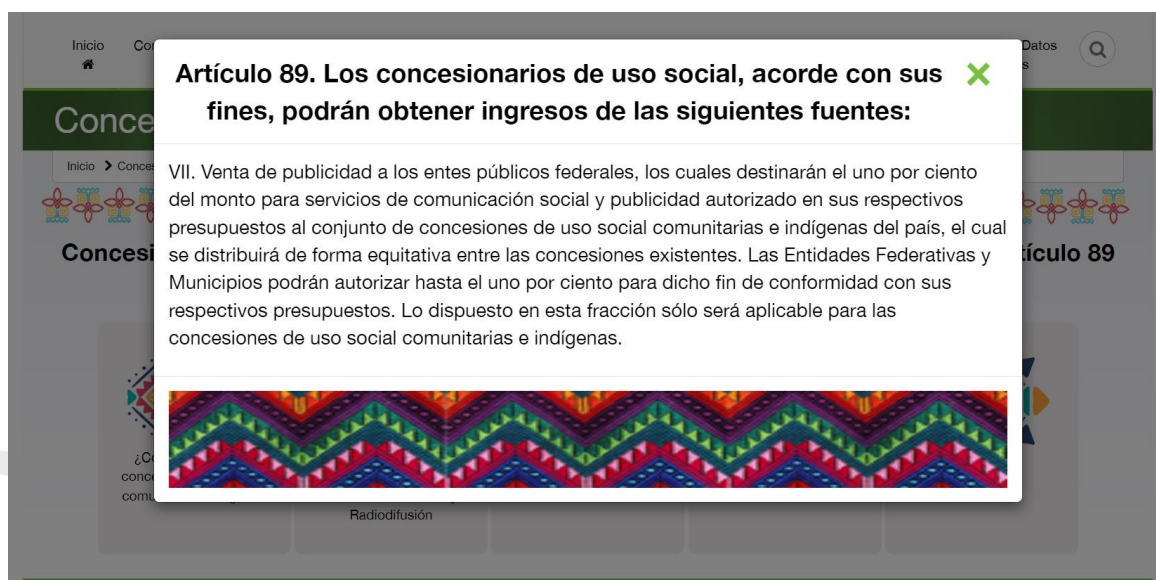 Inicio
Datos
Artículo 89. Los concesionarios de uso social, acorde con sus
fines, podrán obtener ingresos de las siguientes fuentes:
Inicio
VII. Venta de publicidad a los entes públicos federales, los cuales destinarán el uno por ciento
del monto para servicios de comunicación social y publicidad autorizado en sus respectivos
presupuestos al conjunto de concesiones de uso social comunitarias e indígenas del país, el cual
se distribuirá de forma equitativa entre las concesiones existentes. Las Entidades Federativas y
Municipios podrán autorizar hasta el uno por ciento para dicho fin de conformidad con sus
respectivos presupuestos. Lo dispuesto en esta fracción sólo será aplicable para las
concesiones de uso social comunitarias e indígenas.
89
Radiodifusión